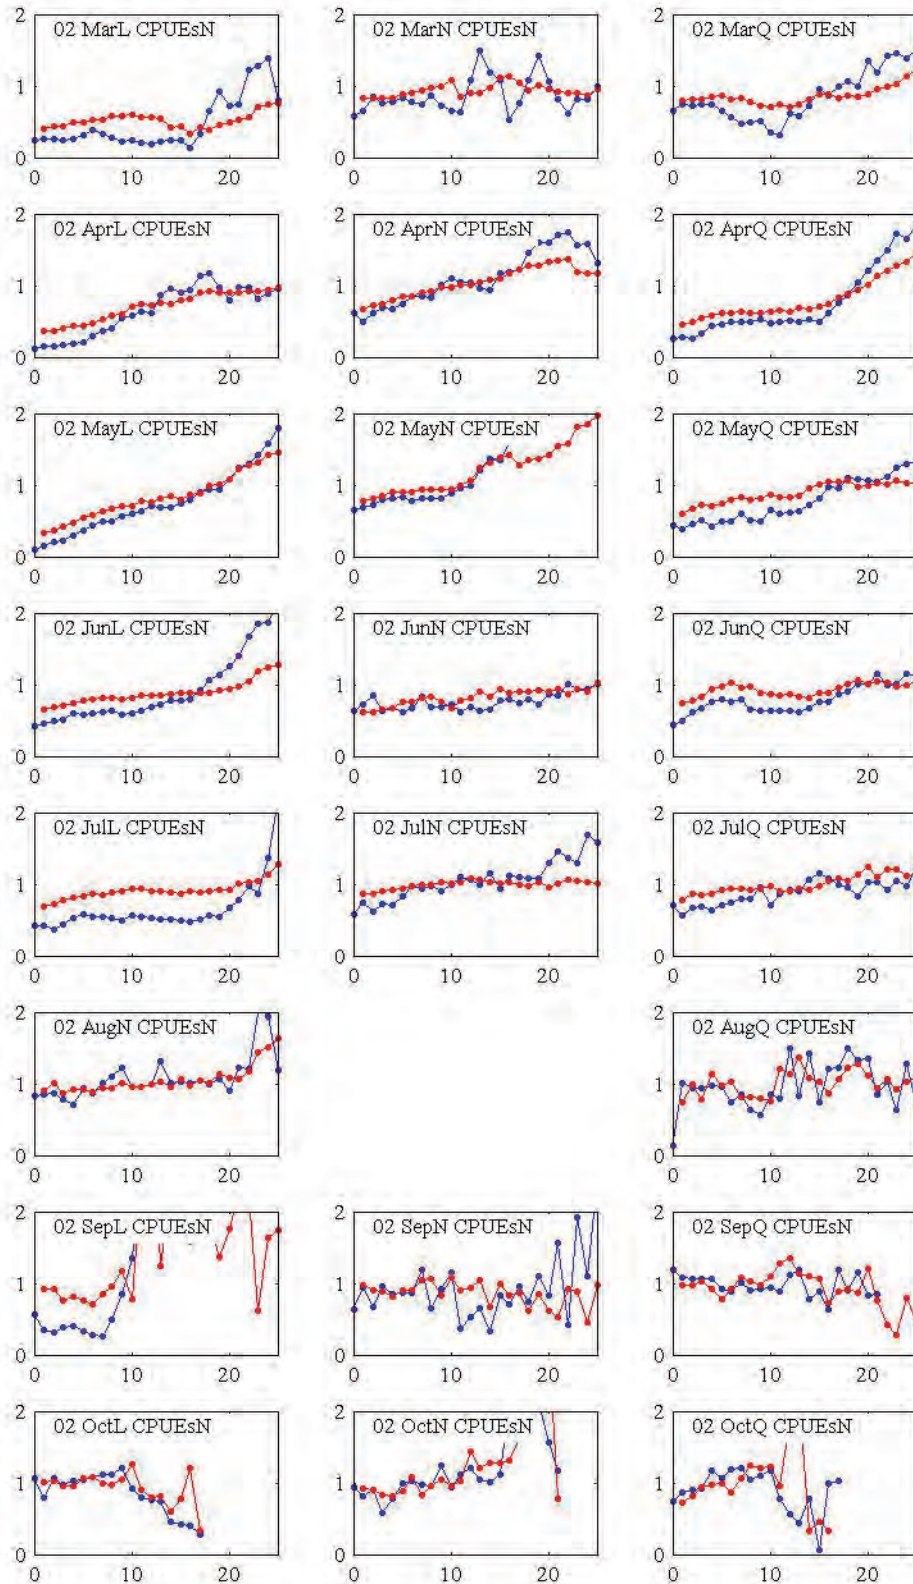 2
02 MarL CPUEsN
1
0
0 10 20
2
02 MarN CPUEsN
1
0
0 10 20
2
02 MarQ CPUEsN
1
0
0 10 20
2
02 AprL CPUEsN
1
0
0 10 20
2
02 AprN CPUEsN
1
0
0 10 20
2
02 AprQ CPUEsN
1
0
0 10 20
2
02 MayL CPUEsN
1
0
0 10 20
2
02 MayN CPUEsN
1
0
0 10 20
2
02 MayQ CPUEsN
1
0
0 10 20
2
02 JunL CPUEsN
1
0
0 10 20
2
02 JunN CPUEsN
1
0
0 10 20
2
02 JunQ CPUEsN
1
0
0 10 20
2
02 JulL CPUEsN
1
0
0 10 20
2
02 JulN CPUEsN
1
0
0 10 20
2
02 JulQ CPUEsN
1
0
0 10 20
2
02 AugN CPUEsN
1
0
0 10 20
2
02 AugQ CPUEsN
1
0
0 10 20
2
02 SepL CPUEsN
1
0
0 10 20
2
02 SepN CPUEsN
1
0
0 10 20
2
02 SepQ CPUEsN
1
0
0 10 20
2
02 OctL CPUEsN
1
0
0 10 20
2
02 OctN CPUEsN
1
0
0 10 20
2
02 OctQ CPUEsN
1
0
0 10 20